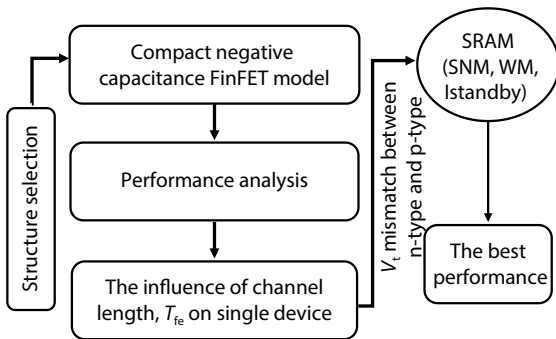 Structure selection
Compact negative
capacitance FinFET model
Performance analysis
The influence of channel
length, Tfe on single device
Vt mismatch between
n-type and p-type
SRAM
(SNM, WM,
Istandby)
The best
performance